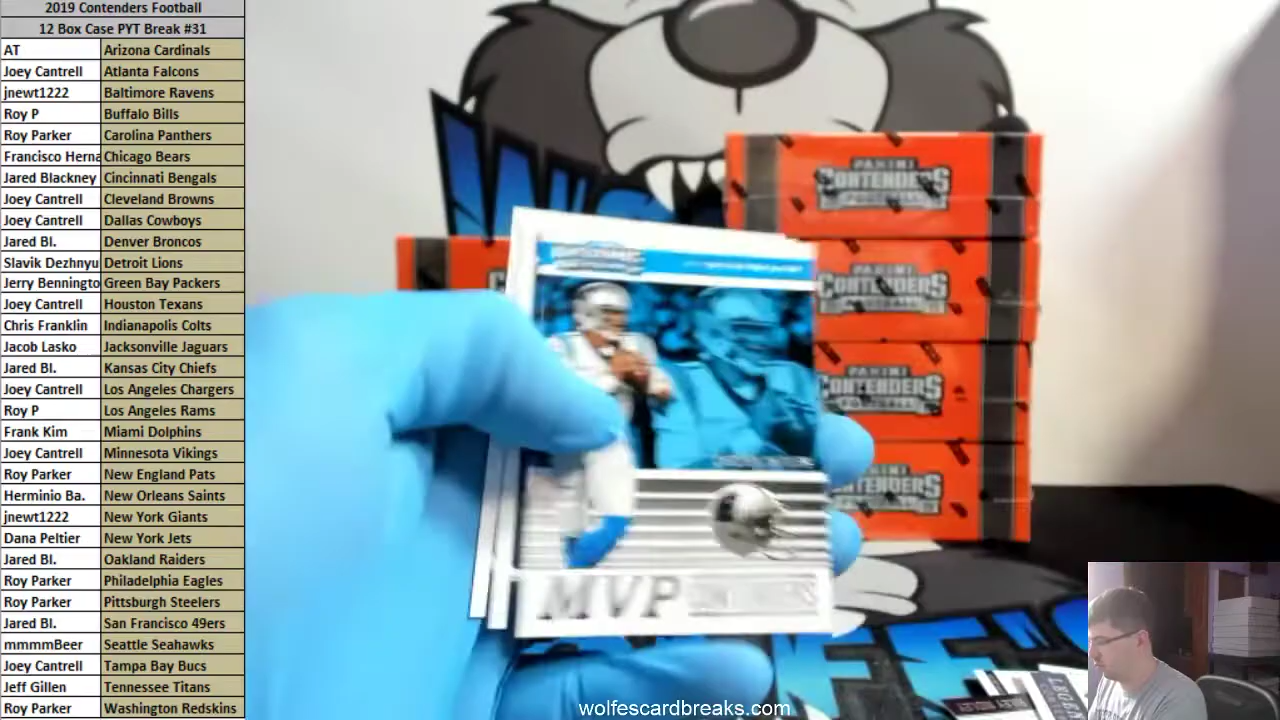 2019 Contenders Football
12 Box Case PYT Break #31
AT Arizona Cardinals
Joey Cantrell Atlanta Falcons
jnewt1222 Baltimore Ravens
Roy P Buffalo Bills
Roy Parker Carolina Panthers
Francisco Herna Chicago Bears
Jared Blackney Cincinnati Bengals
Joey Cantrell Cleveland Browns
Joey Cantrell Dallas Cowboys
Jared Bl. Denver Broncos
Slavik Dezhnyu Detroit Lions
Jerry Benningto Green Bay Packers
Joey Cantrell Houston Texans
Chris Franklin Indianapolis Colts
Jacob Lasko Jacksonville Jaguars
Jared Bl. Kansas City Chiefs
Joey Cantrell Los Angeles Chargers
Roy P Los Angeles Rams
Frank Kim Miami Dolphins
Joey Cantrell Minnesota Vikings
Roy Parker New England Pats
Herminio Ba. New Orleans Saints
jnewt1222 New York Giants
Dana Peltier New York Jets
Jared Bl. Oakland Raiders
Roy Parker Philadelphia Eagles
Roy Parker Pittsburgh Steelers
Jared Bl. San Francisco 49ers
mmmmBeer Seattle Seahawks
Joey Cantrell Tampa Bay Bucs
Jeff Gillen Tennessee Titans
Roy Parker Washington Redskins
PANINI
CONTENDERS
FOOTBALL
PANINI
CONTENDERS
FOOTBALL
PANINI
CONTENDERS
FOOTBALL
PANINI
CONTENDERS
MVP
wolfescardbreaks.com